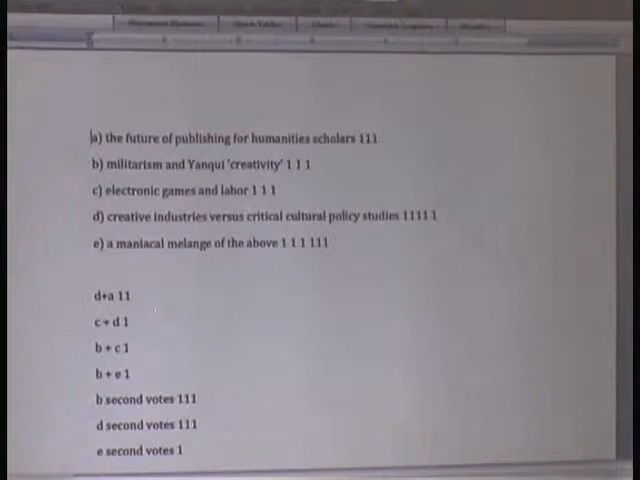 a) the future of publishing for humanities scholars 111
b) militarism and Yanqui 'creativity' 1 1 1
c) electronic games and labor 1 1 1
d) creative industries versus critical cultural policy studies 1111 1
e) a maniacal melange of the above 1 1 1 111
d+a 11
c + d 1
b + c 1
b + e 1
b second votes 111
d second votes 111
e second votes 1